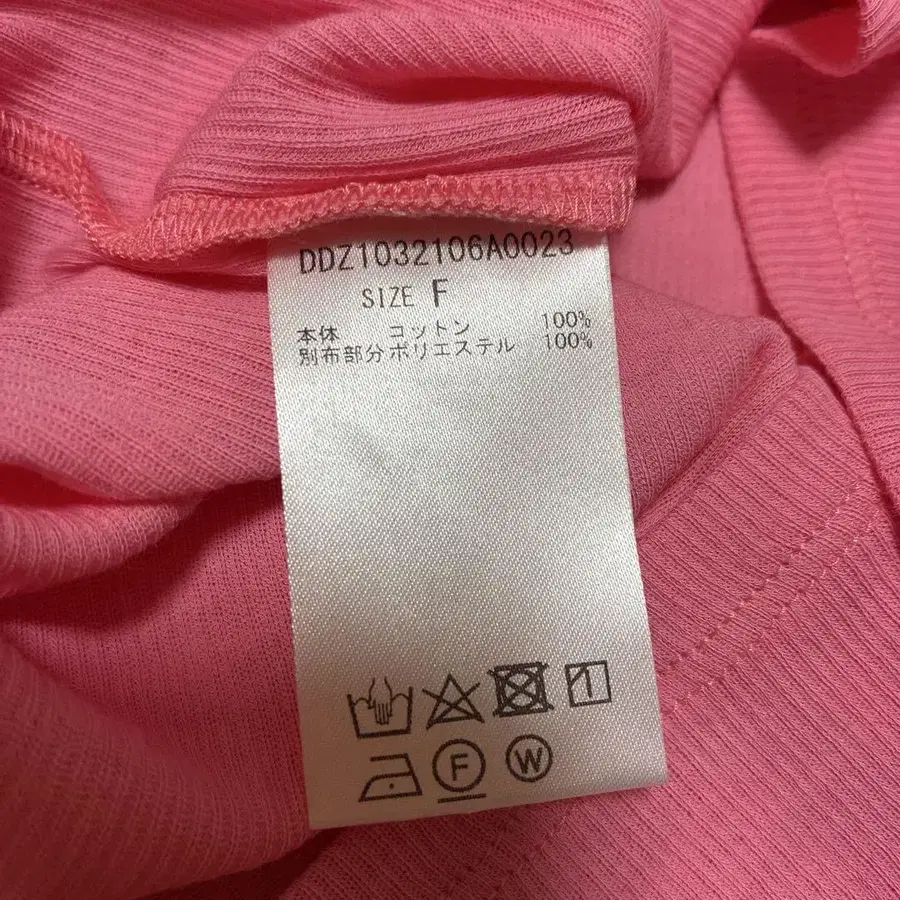 DDZ1032106A0023
SIZE F
本体 コットン 100%
別布部分ポリエステル 100%
F W